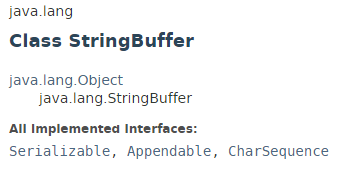 java.lang
Class StringBuffer
java.lang.Object
java.lang.StringBuffer
All Implemented Interfaces:
Serializable, Appendable, CharSequence